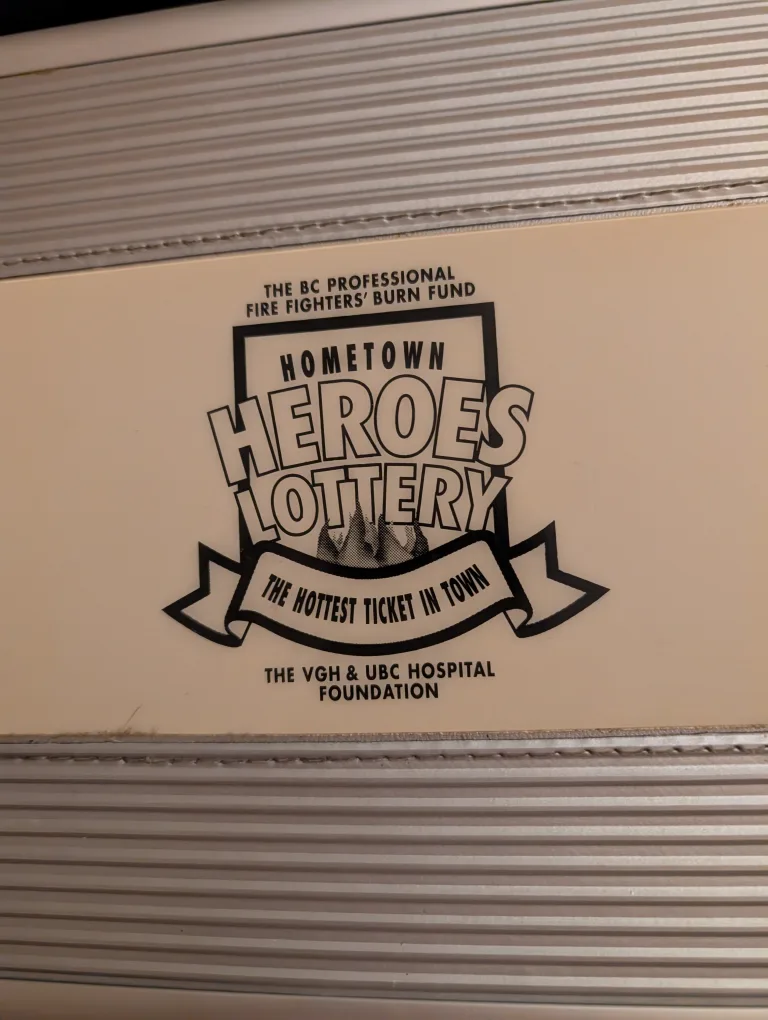 THE BC PROFESSIONAL
FIRE FIGHTERS' BURN FUND
HOMETOWN
HEROES
LOTTERY
THE HOTTEST TICKET IN TOWN
THE VGH & UBC HOSPITAL
FOUNDATION